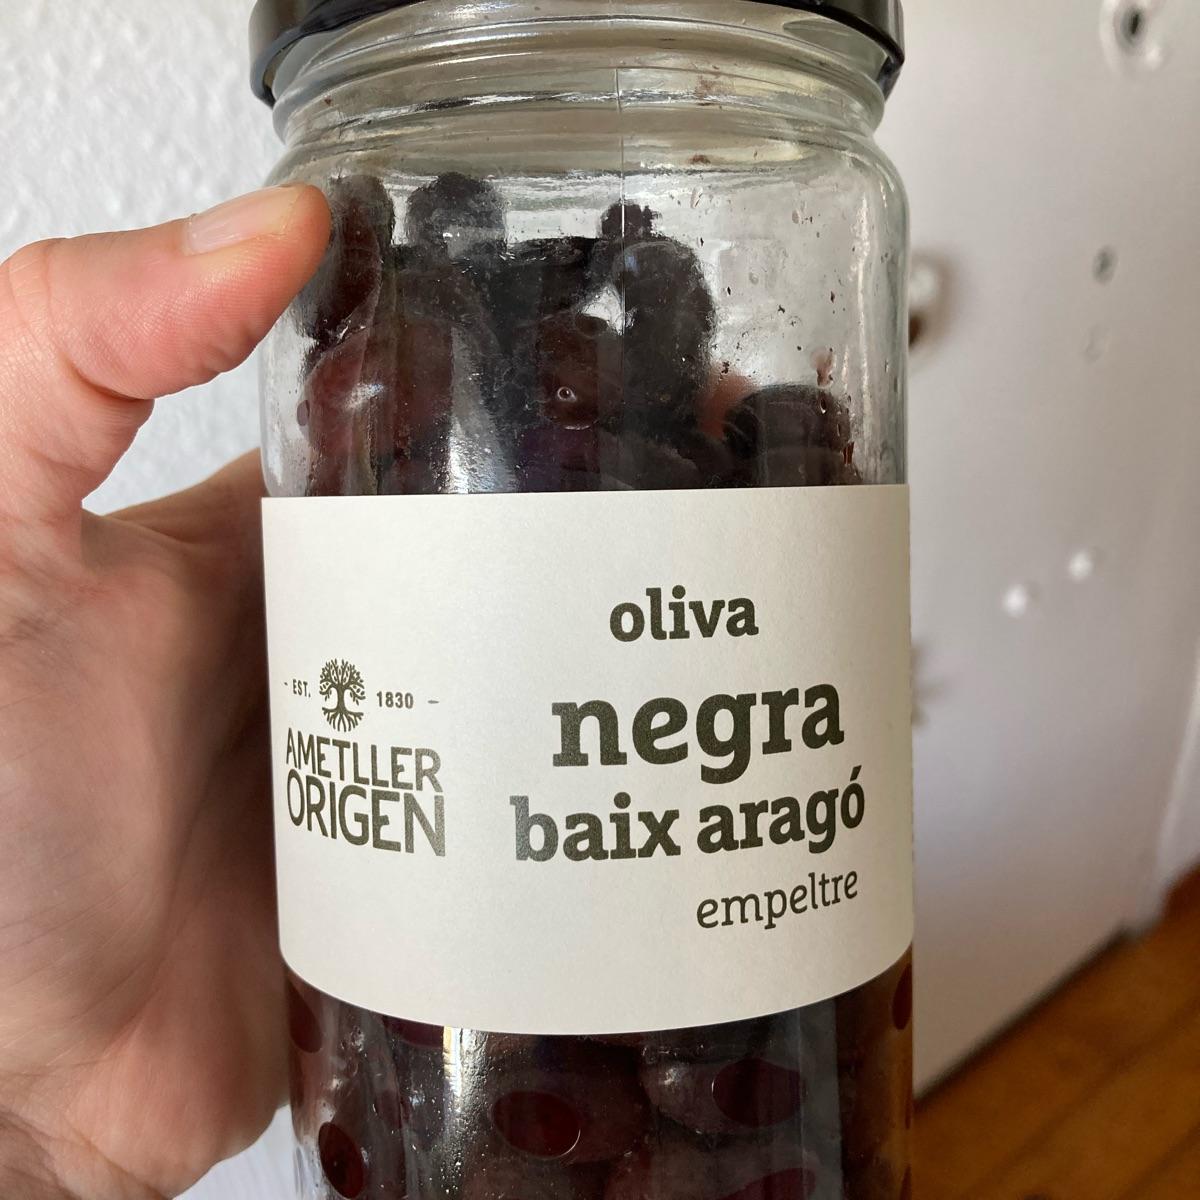 oliva
negra
baix aragó
empeltre
- EST. 1830 -
AMETLLER
ORIGEN